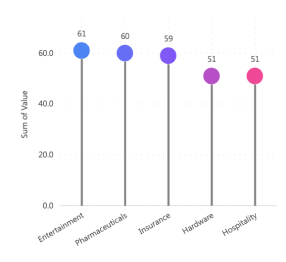 61
60
59
51
51
60.0
40.0
20.0
0.0
Sum of Value
Entertainment
Pharmaceuticals
Insurance
Hardware
Hospitality